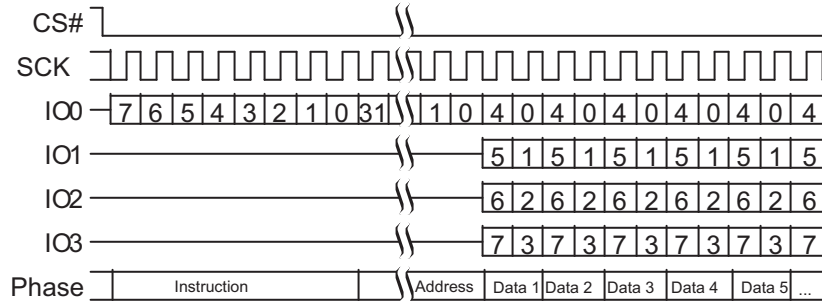 CS#
SCK
IO0 7 6 5 4 3 2 1 0 31 1 0 4 0 4 0 4 0 4 0 4 0 4
IO1 5 1 5 1 5 1 5 1 5 1 5
IO2 6 2 6 2 6 2 6 2 6 2 6
IO3 7 3 7 3 7 3 7 3 7 3 7
Phase Instruction Address Data 1 Data 2 Data 3 Data 4 Data 5 ...